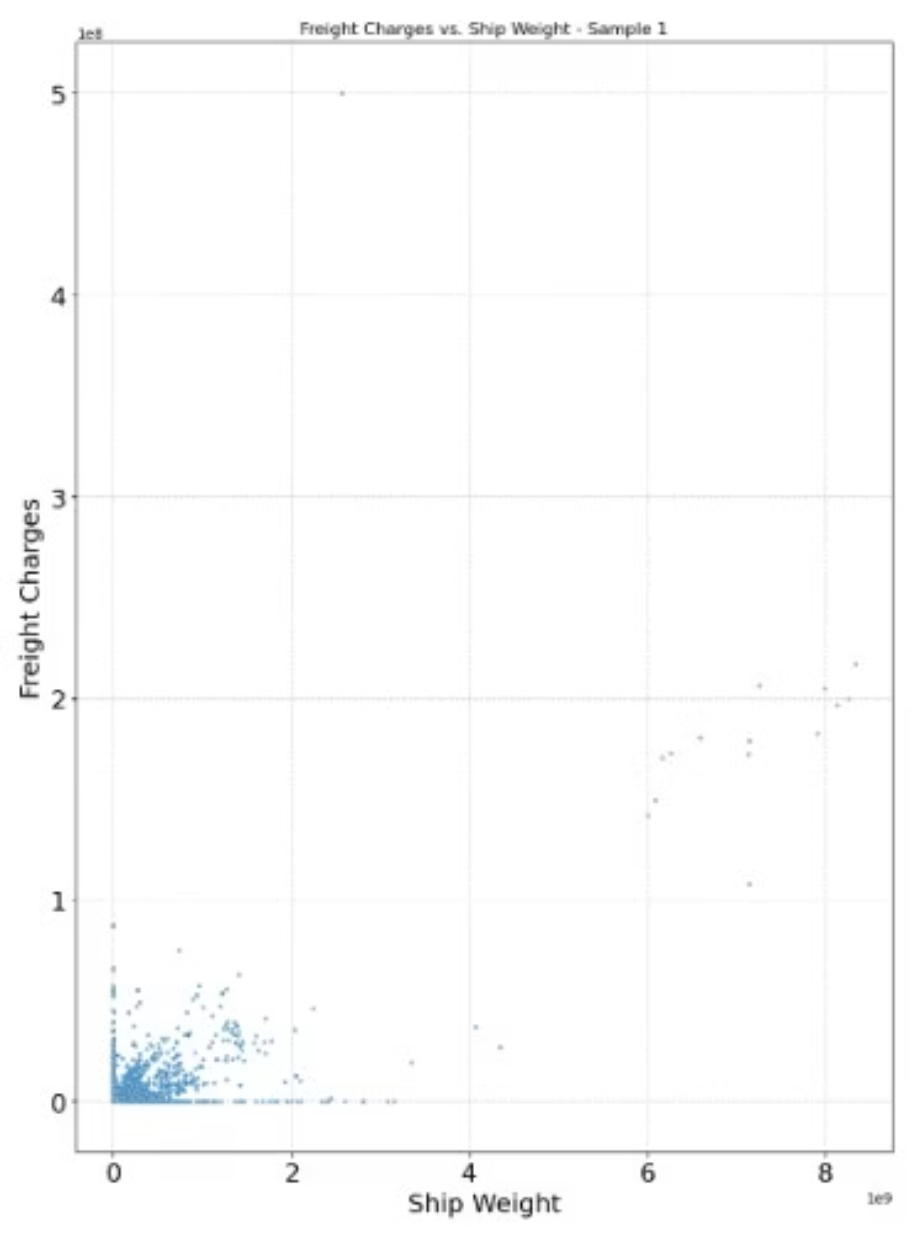 Freight Charges vs. Ship Weight - Sample 1
1e8
5
4
3
2
1
0
Freight Charges
0 2 4 6 8
Ship Weight
1e9